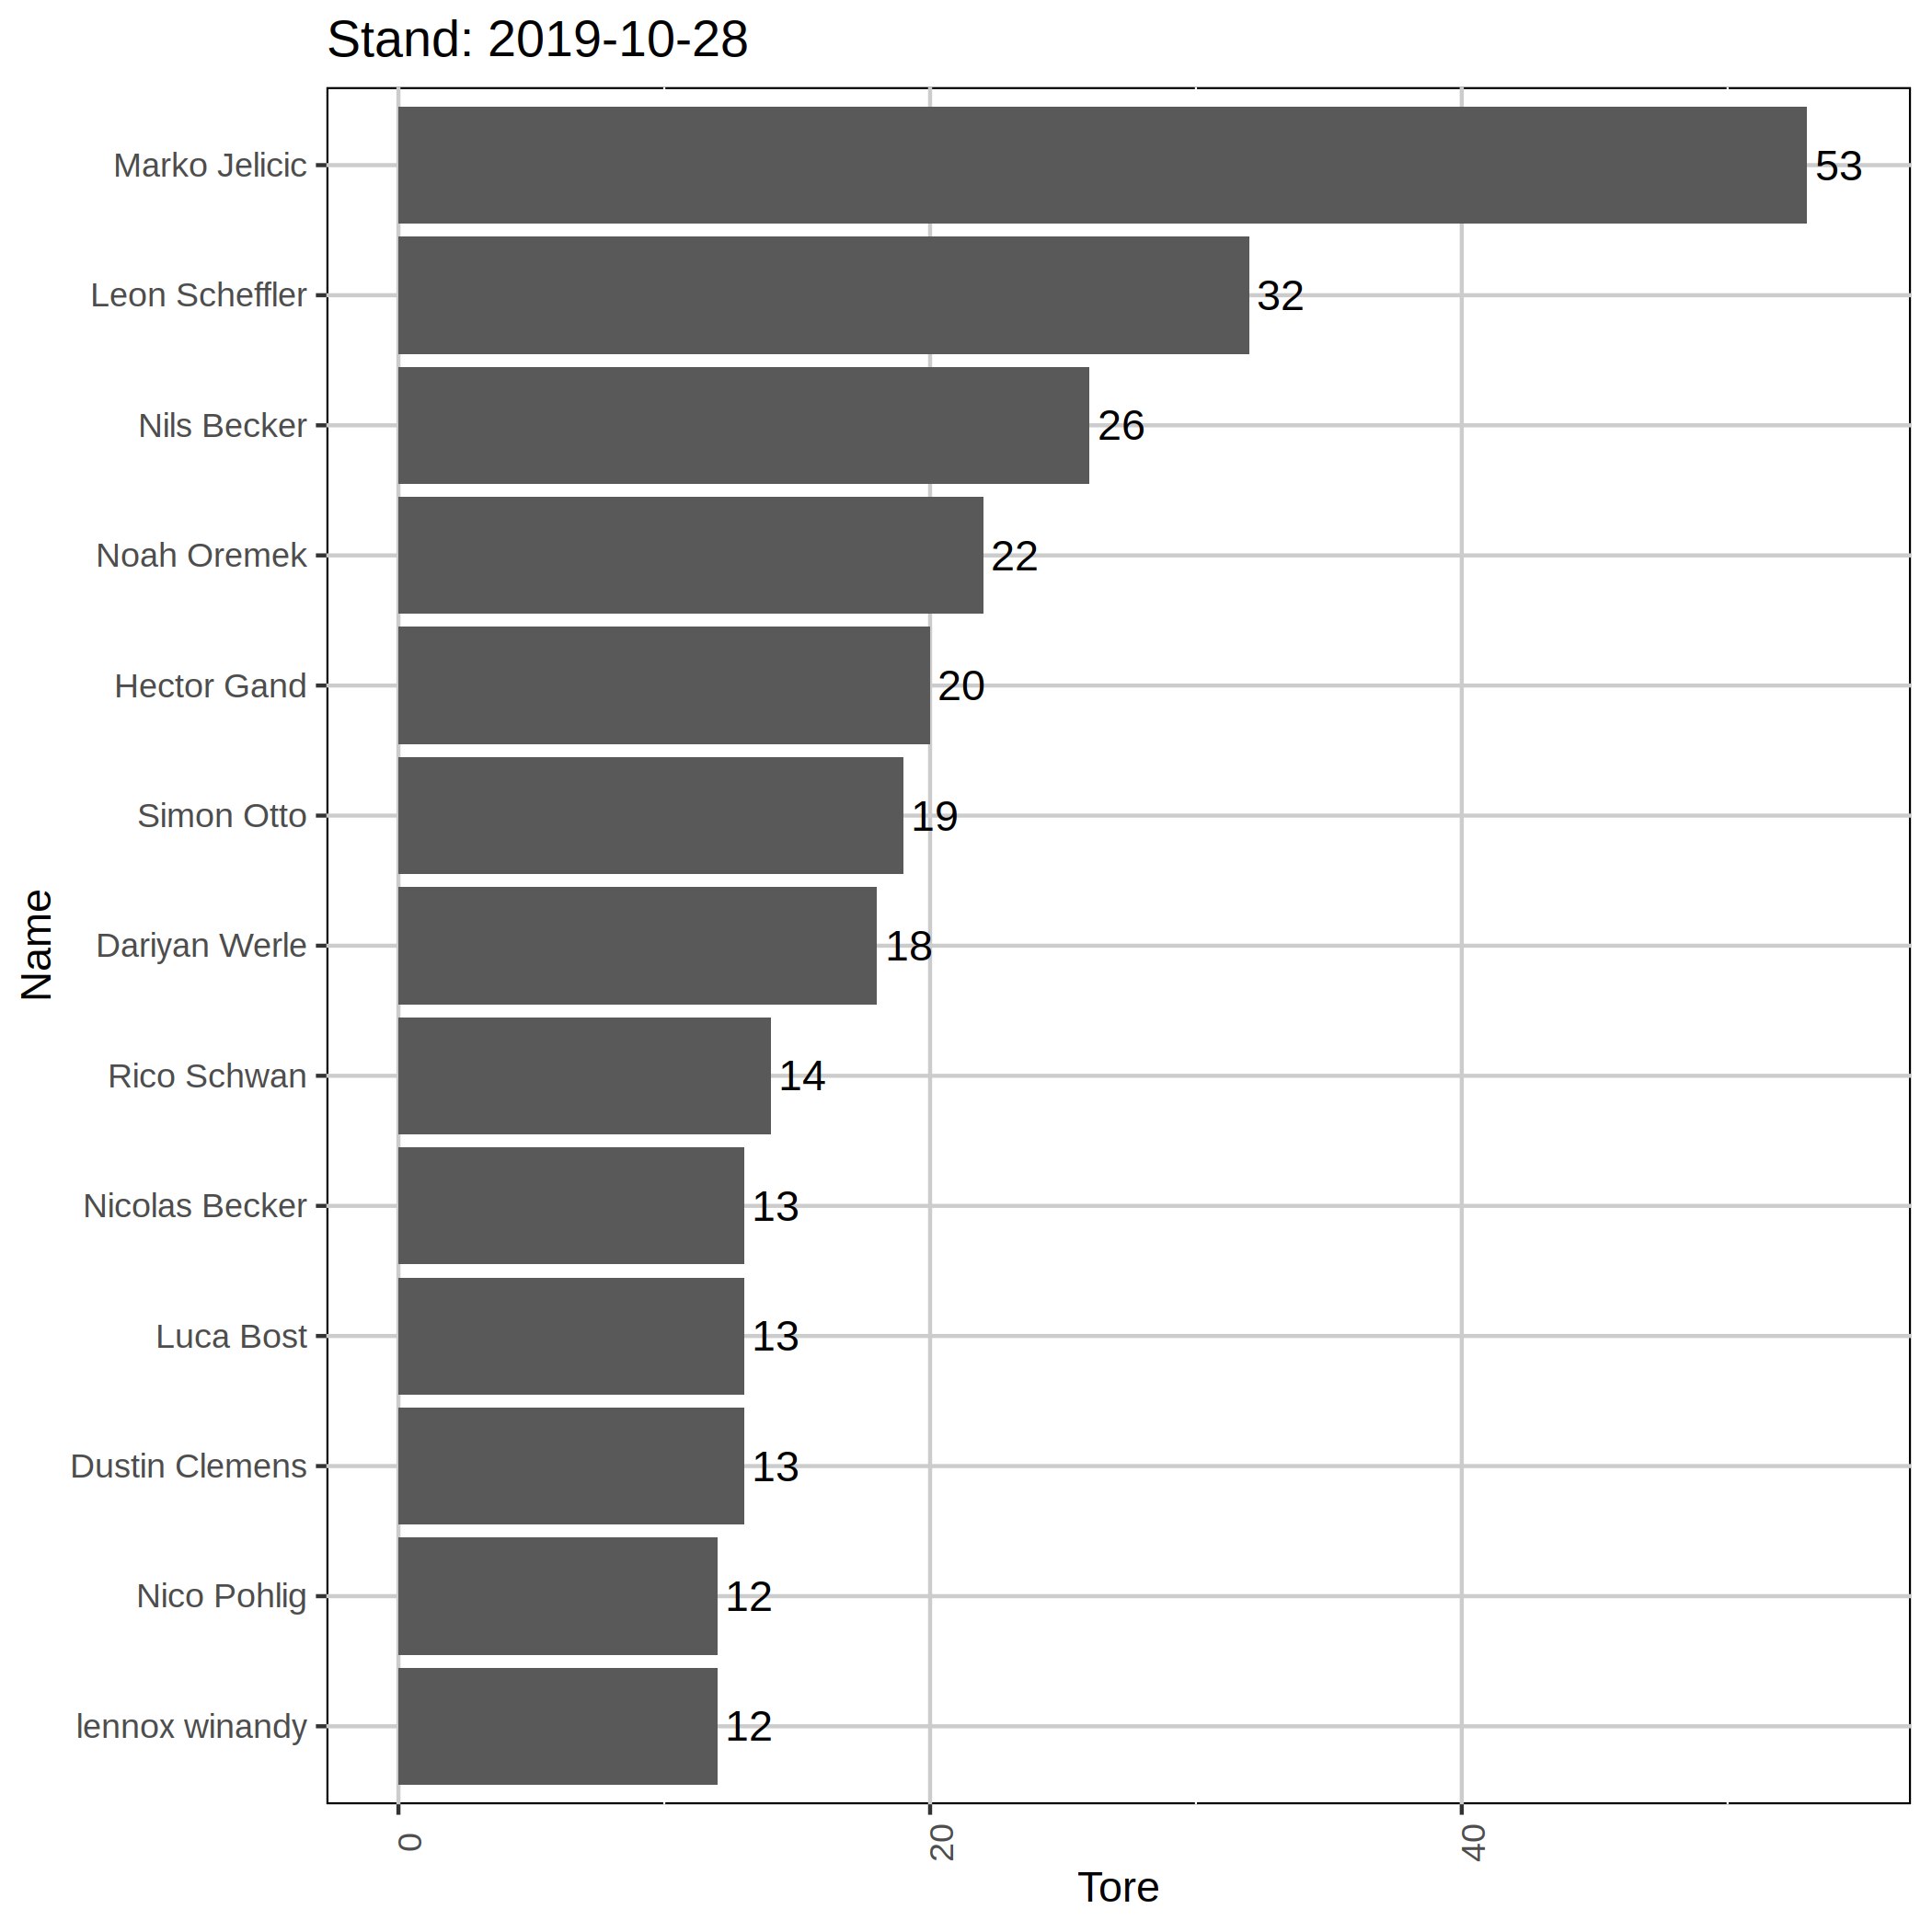 Stand: 2019-10-28
Marko Jelicic 53
Leon Scheffler 32
Nils Becker 26
Noah Oremek 22
Hector Gand 20
Simon Otto 19
Dariyan Werle 18
Rico Schwan 14
Nicolas Becker 13
Luca Bost 13
Dustin Clemens 13
Nico Pohlig 12
lennox winandy 12
Name
0 20 40
Tore